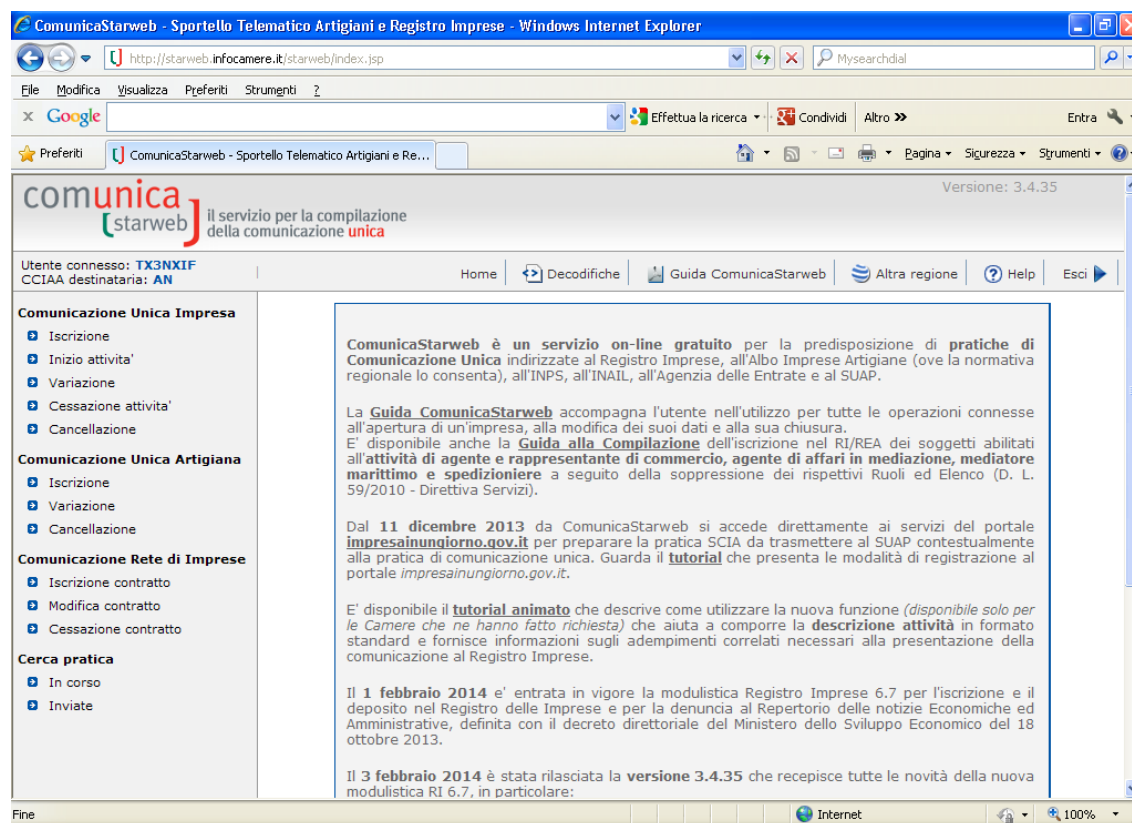 ComunicaStarweb - Sportello Telematico Artigiani e Registro Imprese - Windows Internet Explorer
http://starweb.infocamere.it/starweb/index.jsp
Mysearchdial
File Modifica Visualizza Preferiti Strumenti ?
x Google Effettua la ricerca Condividi Altro » Entra
Preferiti ComunicaStarweb - Sportello Telematico Artigiani e Re... Pagina Sicurezza Strumenti
Versione: 3.4.35
comunica
starweb
il servizio per la compilazione
della comunicazione unica
Utente connesso: TX3NXIF
CCIAA destinataria: AN
Home Decodifiche Guida ComunicaStarweb Altra regione Help Esci
Comunicazione Unica Impresa
Iscrizione
Inizio attivita'
Variazione
Cessazione attivita'
Cancellazione
Comunicazione Unica Artigiana
Iscrizione
Variazione
Cancellazione
Comunicazione Rete di Imprese
Iscrizione contratto
Modifica contratto
Cessazione contratto
Cerca pratica
In corso
Inviate
ComunicaStarweb è un servizio on-line gratuito per la predisposizione di pratiche di
Comunicazione Unica indirizzate al Registro Imprese, all'Albo Imprese Artigiane (ove la normativa
regionale lo consenta), all'INPS, all'INAIL, all'Agenzia delle Entrate e al SUAP.
La Guida ComunicaStarweb accompagna l'utente nell'utilizzo per tutte le operazioni connesse
all'apertura di un'impresa, alla modifica dei suoi dati e alla sua chiusura.
E' disponibile anche la Guida alla Compilazione dell'iscrizione nel RI/REA dei soggetti abilitati
all'attività di agente e rappresentante di commercio, agente di affari in mediazione, mediatore
marittimo e spedizioniere a seguito della soppressione dei rispettivi Ruoli ed Elenco (D. L.
59/2010 - Direttiva Servizi).
Dal 11 dicembre 2013 da ComunicaStarweb si accede direttamente ai servizi del portale
impresainungiorno.gov.it per preparare la pratica SCIA da trasmettere al SUAP contestualmente
alla pratica di comunicazione unica. Guarda il tutorial che presenta le modalità di registrazione al
portale impresainungiorno.gov.it.
E' disponibile il tutorial animato che descrive come utilizzare la nuova funzione (disponibile solo per
le Camere che ne hanno fatto richiesta) che aiuta a comporre la descrizione attività in formato
standard e fornisce informazioni sugli adempimenti correlati necessari alla presentazione della
comunicazione al Registro Imprese.
Il 1 febbraio 2014 e' entrata in vigore la modulistica Registro Imprese 6.7 per l'iscrizione e il
deposito nel Registro delle Imprese e per la denuncia al Repertorio delle notizie Economiche ed
Amministrative, definita con il decreto direttoriale del Ministero dello Sviluppo Economico del 18
ottobre 2013.
Il 3 febbraio 2014 è stata rilasciata la versione 3.4.35 che recepisce tutte le novità della nuova
modulistica RI 6.7, in particolare:
Fine Internet 100%